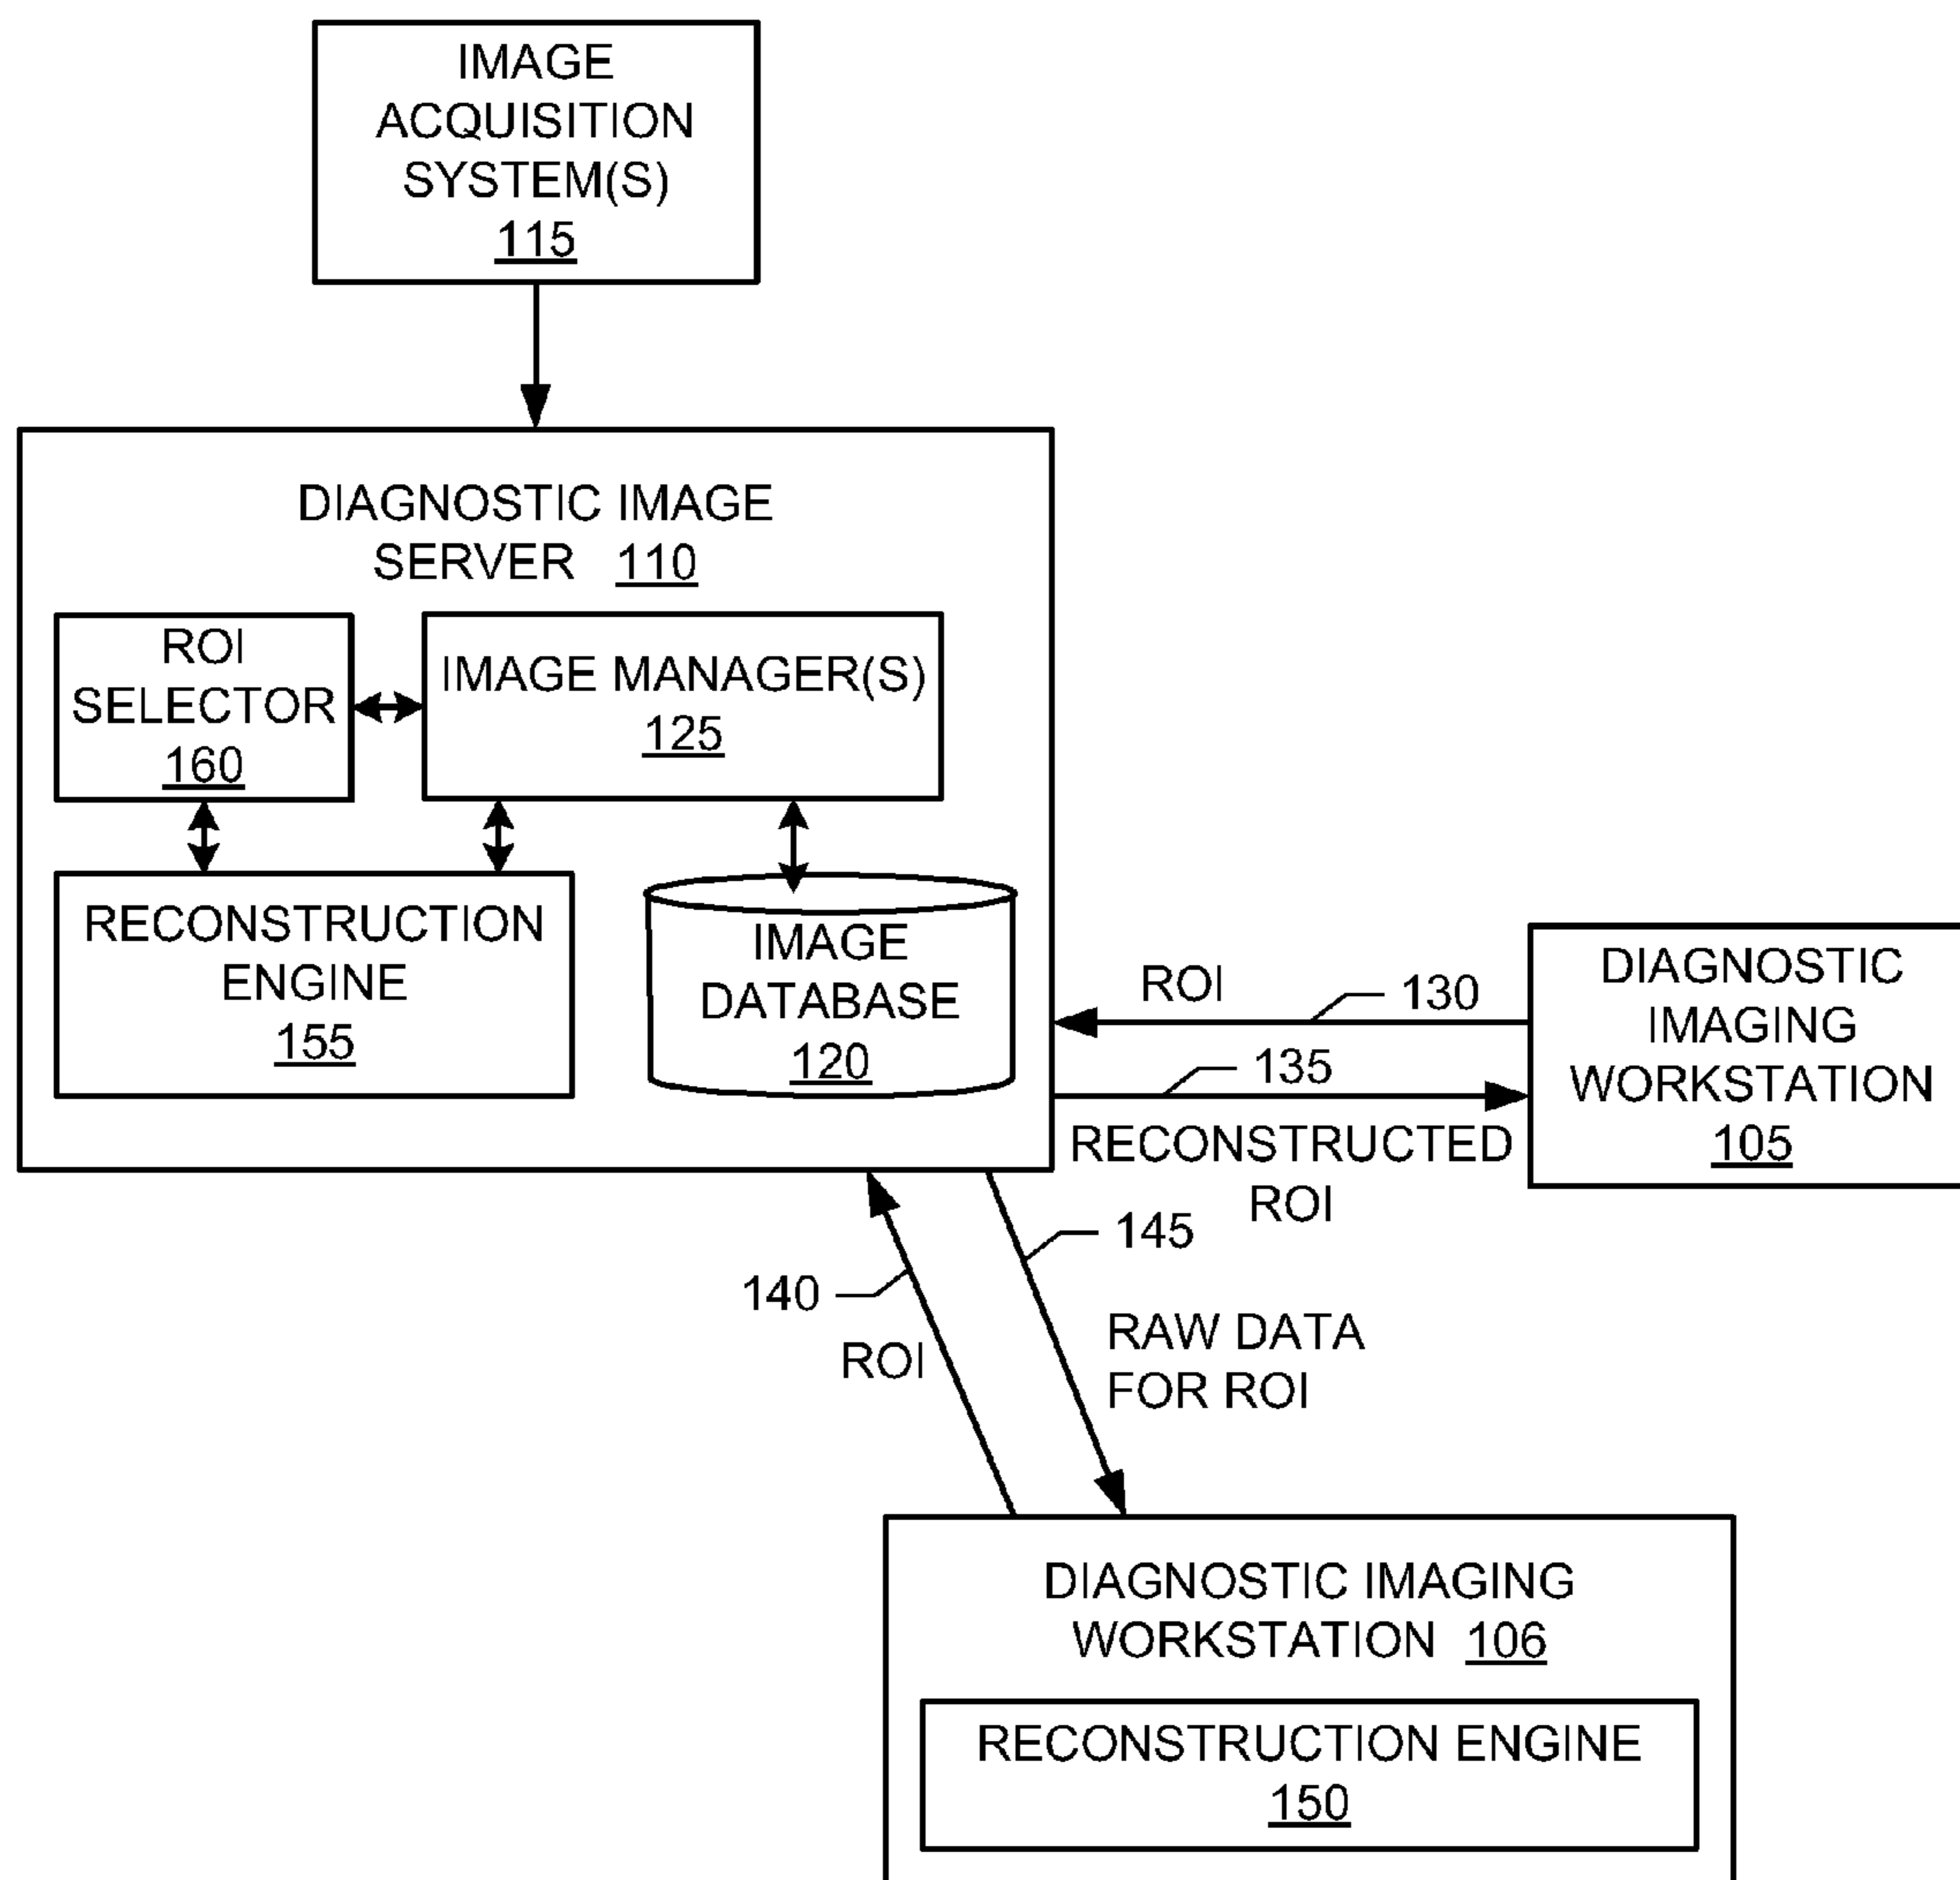 IMAGE
ACQUISITION
SYSTEM(S)
115
DIAGNOSTIC IMAGE
SERVER 110
ROI
SELECTOR
160
IMAGE MANAGER(S)
125
RECONSTRUCTION
ENGINE
155
IMAGE
DATABASE
120
ROI
130
135
RECONSTRUCTED
ROI
DIAGNOSTIC
IMAGING
WORKSTATION
105
140
ROI
145
RAW DATA
FOR ROI
DIAGNOSTIC IMAGING
WORKSTATION 106
RECONSTRUCTION ENGINE
150